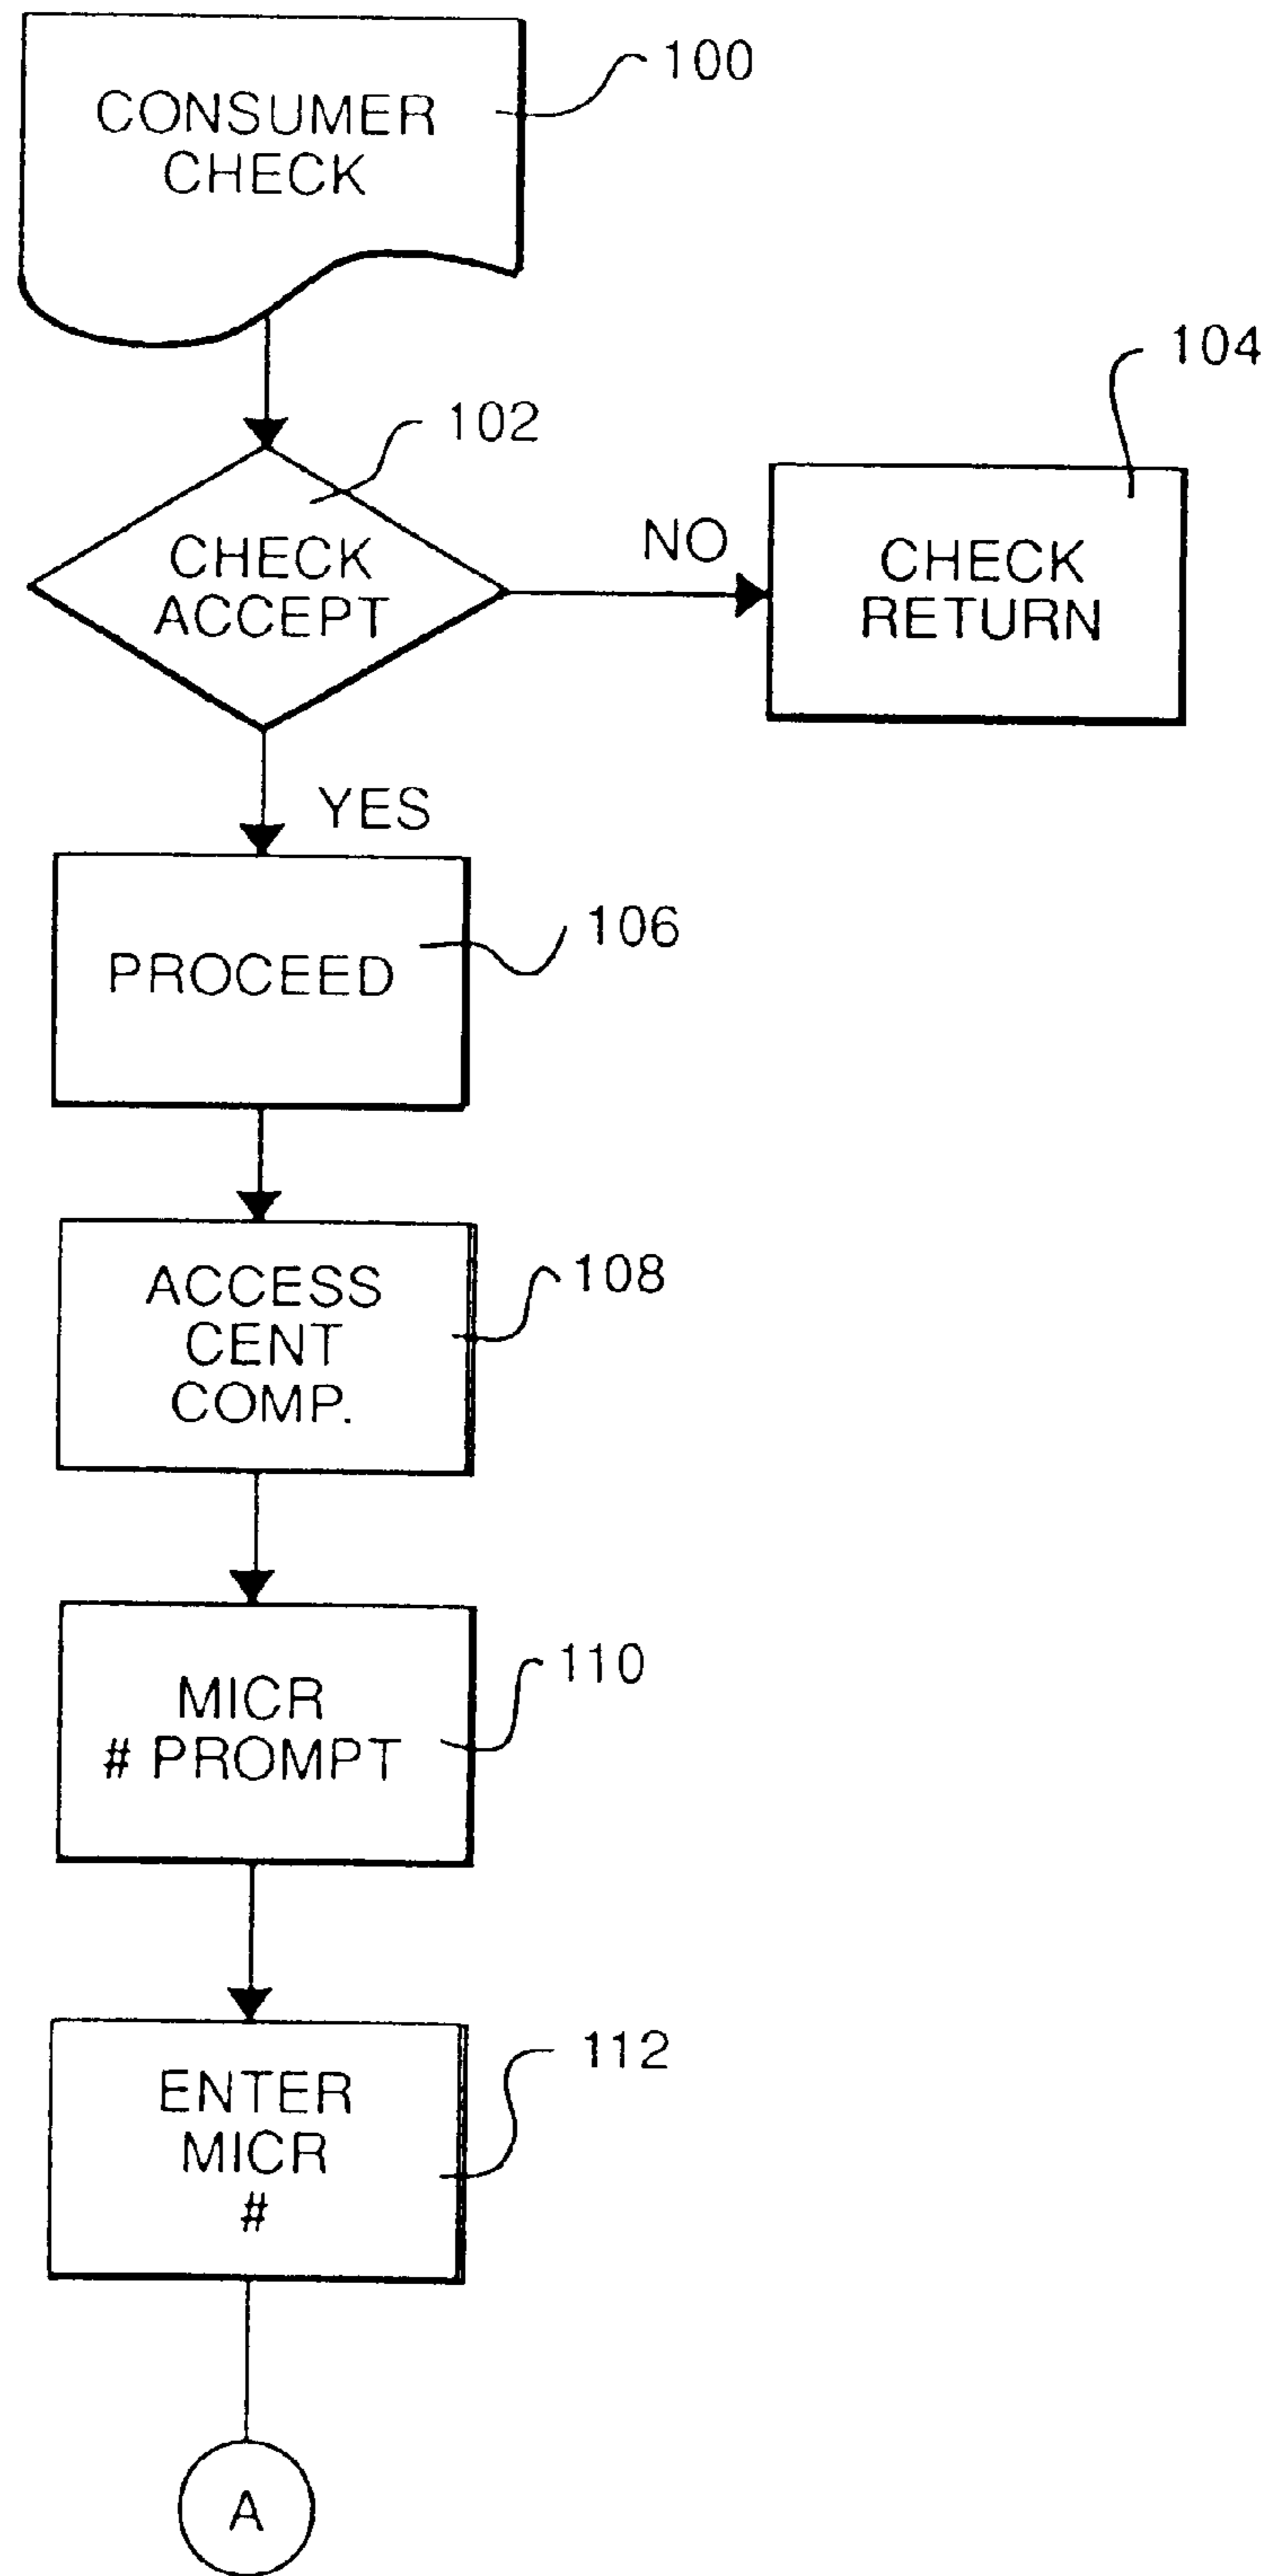 100
CONSUMER
CHECK
102
104
CHECK
ACCEPT
NO
CHECK
RETURN
YES
106
PROCEED
108
ACCESS
CENT
COMP.
110
MICR
# PROMPT
112
ENTER
MICR
#
A